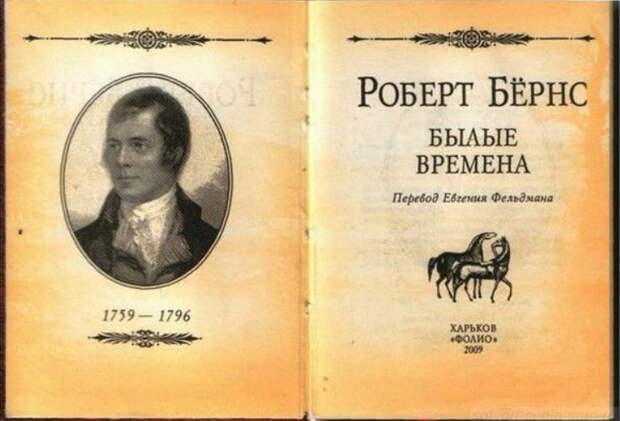 1759 — 1796
РОБЕРТ БЁРНС
БЫЛЫЕ
ВРЕМЕНА
Перевод Евгения Фельдмана
ХАРЬКОВ
«ФОЛИО»
2009